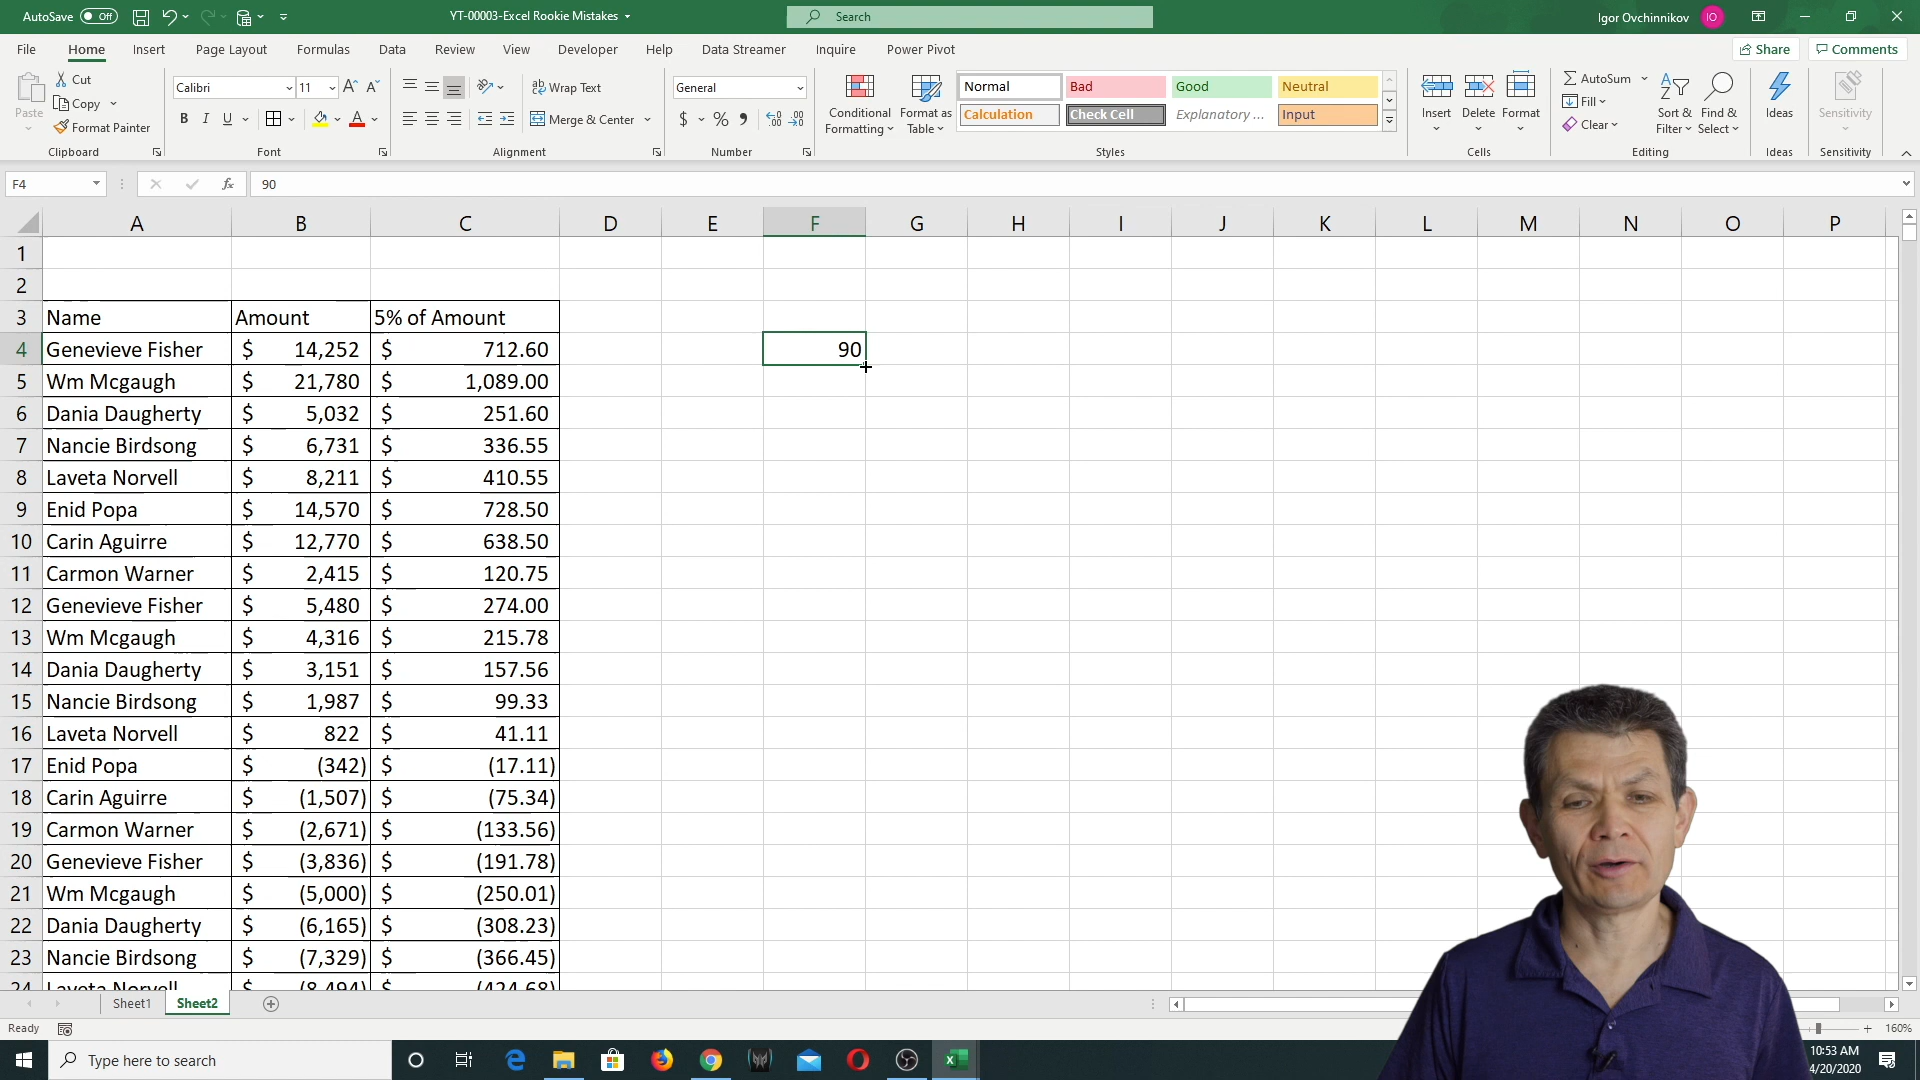 AutoSave Off YT-00003-Excel Rookie Mistakes Search Igor Ovchinnikov IO
File Home Insert Page Layout Formulas Data Review View Developer Help Data Streamer Inquire Power Pivot Share Comments
Paste Cut Copy Format Painter Clipboard
Calibri 11 A A B I U A Font
Wrap Text Merge & Center Alignment
General $ % Number
Conditional Formatting Format as Table
Normal Bad Good Neutral
Calculation Check Cell Explanatory ... Input
Styles
Insert Delete Format Cells
AutoSum Fill Clear Sort & Filter Find & Select Editing
Ideas Ideas
Sensitivity Sensitivity
F4 fx 90
A B C D E F G H I J K L M N O P
1
2
3 Name Amount 5% of Amount
4 Genevieve Fisher $ 14,252 $ 712.60 90
5 Wm Mcgaugh $ 21,780 $ 1,089.00
6 Dania Daugherty $ 5,032 $ 251.60
7 Nancie Birdsong $ 6,731 $ 336.55
8 Laveta Norvell $ 8,211 $ 410.55
9 Enid Popa $ 14,570 $ 728.50
10 Carin Aguirre $ 12,770 $ 638.50
11 Carmon Warner $ 2,415 $ 120.75
12 Genevieve Fisher $ 5,480 $ 274.00
13 Wm Mcgaugh $ 4,316 $ 215.78
14 Dania Daugherty $ 3,151 $ 157.56
15 Nancie Birdsong $ 1,987 $ 99.33
16 Laveta Norvell $ 822 $ 41.11
17 Enid Popa $ (342) $ (17.11)
18 Carin Aguirre $ (1,507) $ (75.34)
19 Carmon Warner $ (2,671) $ (133.56)
20 Genevieve Fisher $ (3,836) $ (191.78)
21 Wm Mcgaugh $ (5,000) $ (250.01)
22 Dania Daugherty $ (6,165) $ (308.23)
23 Nancie Birdsong $ (7,329) $ (366.45)
24 Laveta Norvell $ (8,494) $ (424.68)
Sheet1 Sheet2
Ready 160%
Type here to search
10:53 AM
4/20/2020